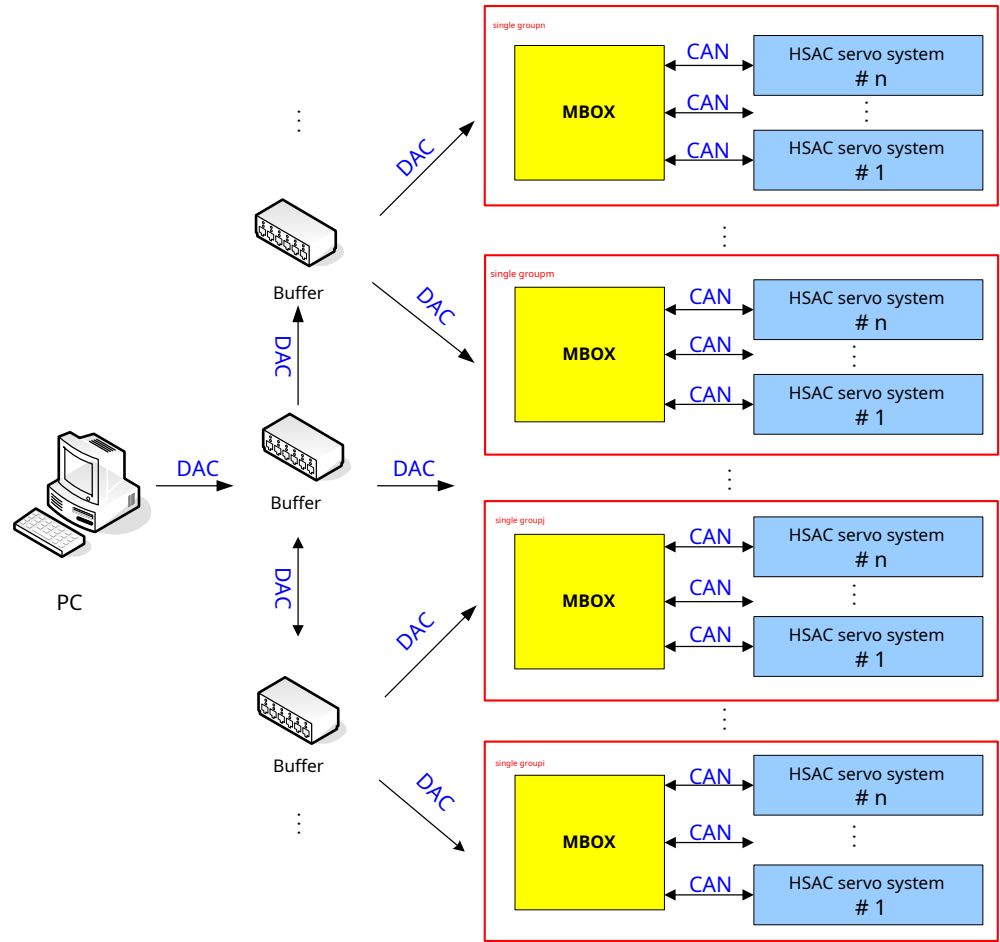 single groupn
MBOX
CAN
CAN
CAN
HSAC servo system
# n
⋮
HSAC servo system
# 1
⋮
DAC
Buffer
DAC
⋮
single groupm
MBOX
CAN
CAN
CAN
HSAC servo system
# n
⋮
HSAC servo system
# 1
DAC
PC
DAC
Buffer
DAC
⋮
single groupj
MBOX
CAN
CAN
CAN
HSAC servo system
# n
⋮
HSAC servo system
# 1
DAC
DAC
Buffer
⋮
DAC
⋮
single groupi
MBOX
CAN
CAN
CAN
HSAC servo system
# n
⋮
HSAC servo system
# 1